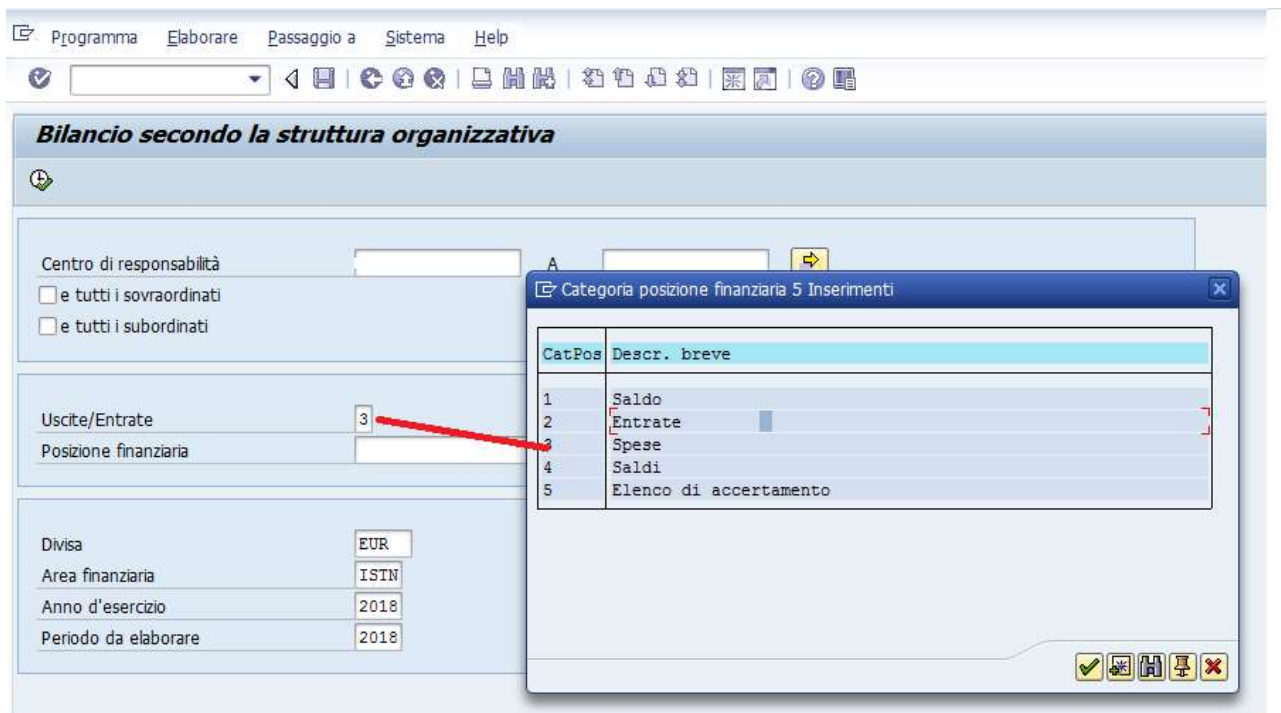 Programma Elaborare Passaggio a Sistema Help
Bilancio secondo la struttura organizzativa
Centro di responsabilità A
e tutti i sovraordinati
e tutti i subordinati
Uscite/Entrate 3
Posizione finanziaria
Divisa EUR
Area finanziaria ISTN
Anno d'esercizio 2018
Periodo da elaborare 2018
Categoria posizione finanziaria 5 Inserimenti
CatPos Descr. breve
1 Saldo
2 Entrate
3 Spese
4 Saldi
5 Elenco di accertamento